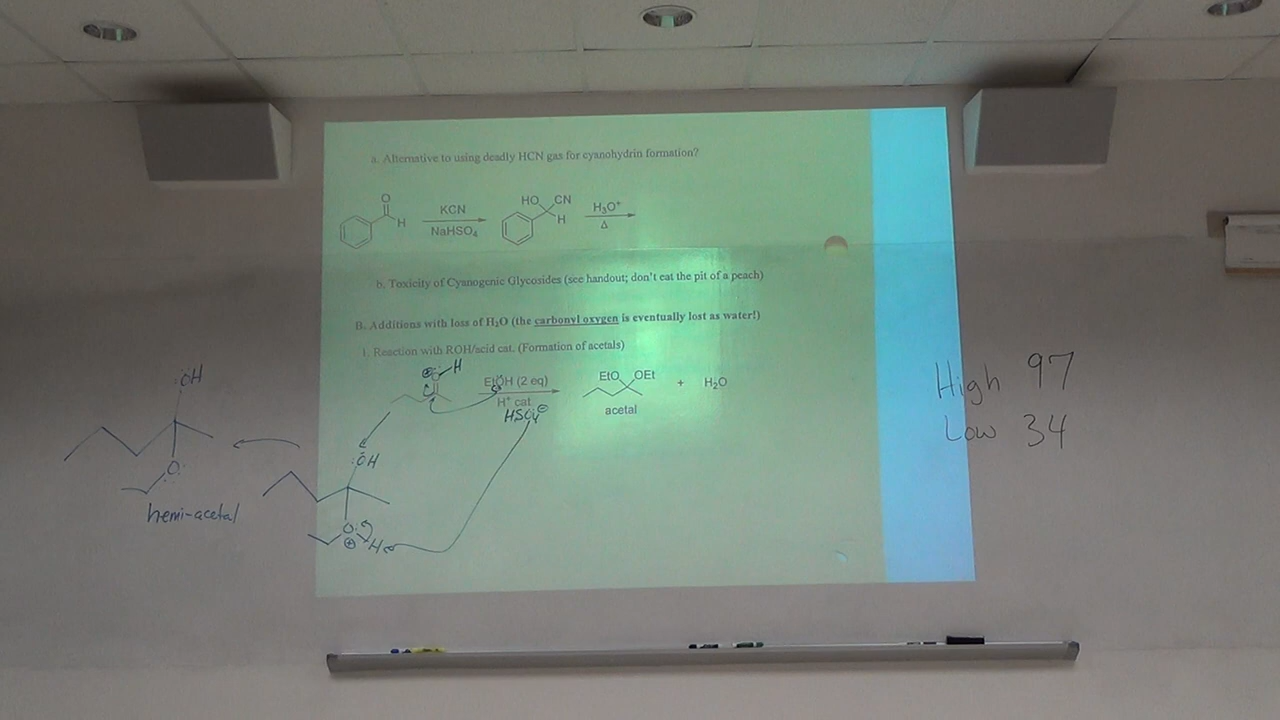 a. Alternative to using deadly HCN gas for cyanohydrin formation?
O
H
KCN
NaHSO₄
HO CN
H
H₃O⁺
Δ
b. Toxicity of Cyanogenic Glycosides (see handout; don't eat the pit of a peach)
B. Additions with loss of H₂O (the carbonyl oxygen is eventually lost as water!)
1. Reaction with ROH/acid cat. (Formation of acetals)
⊕ H
EtÖH (2 eq)
H⁺ cat
HSO₄⊖
EtO OEt
+ H₂O
acetal
:ÖH
O:
hemi-acetal
:ÖH
O:
⊕ H
High 97
Low 34